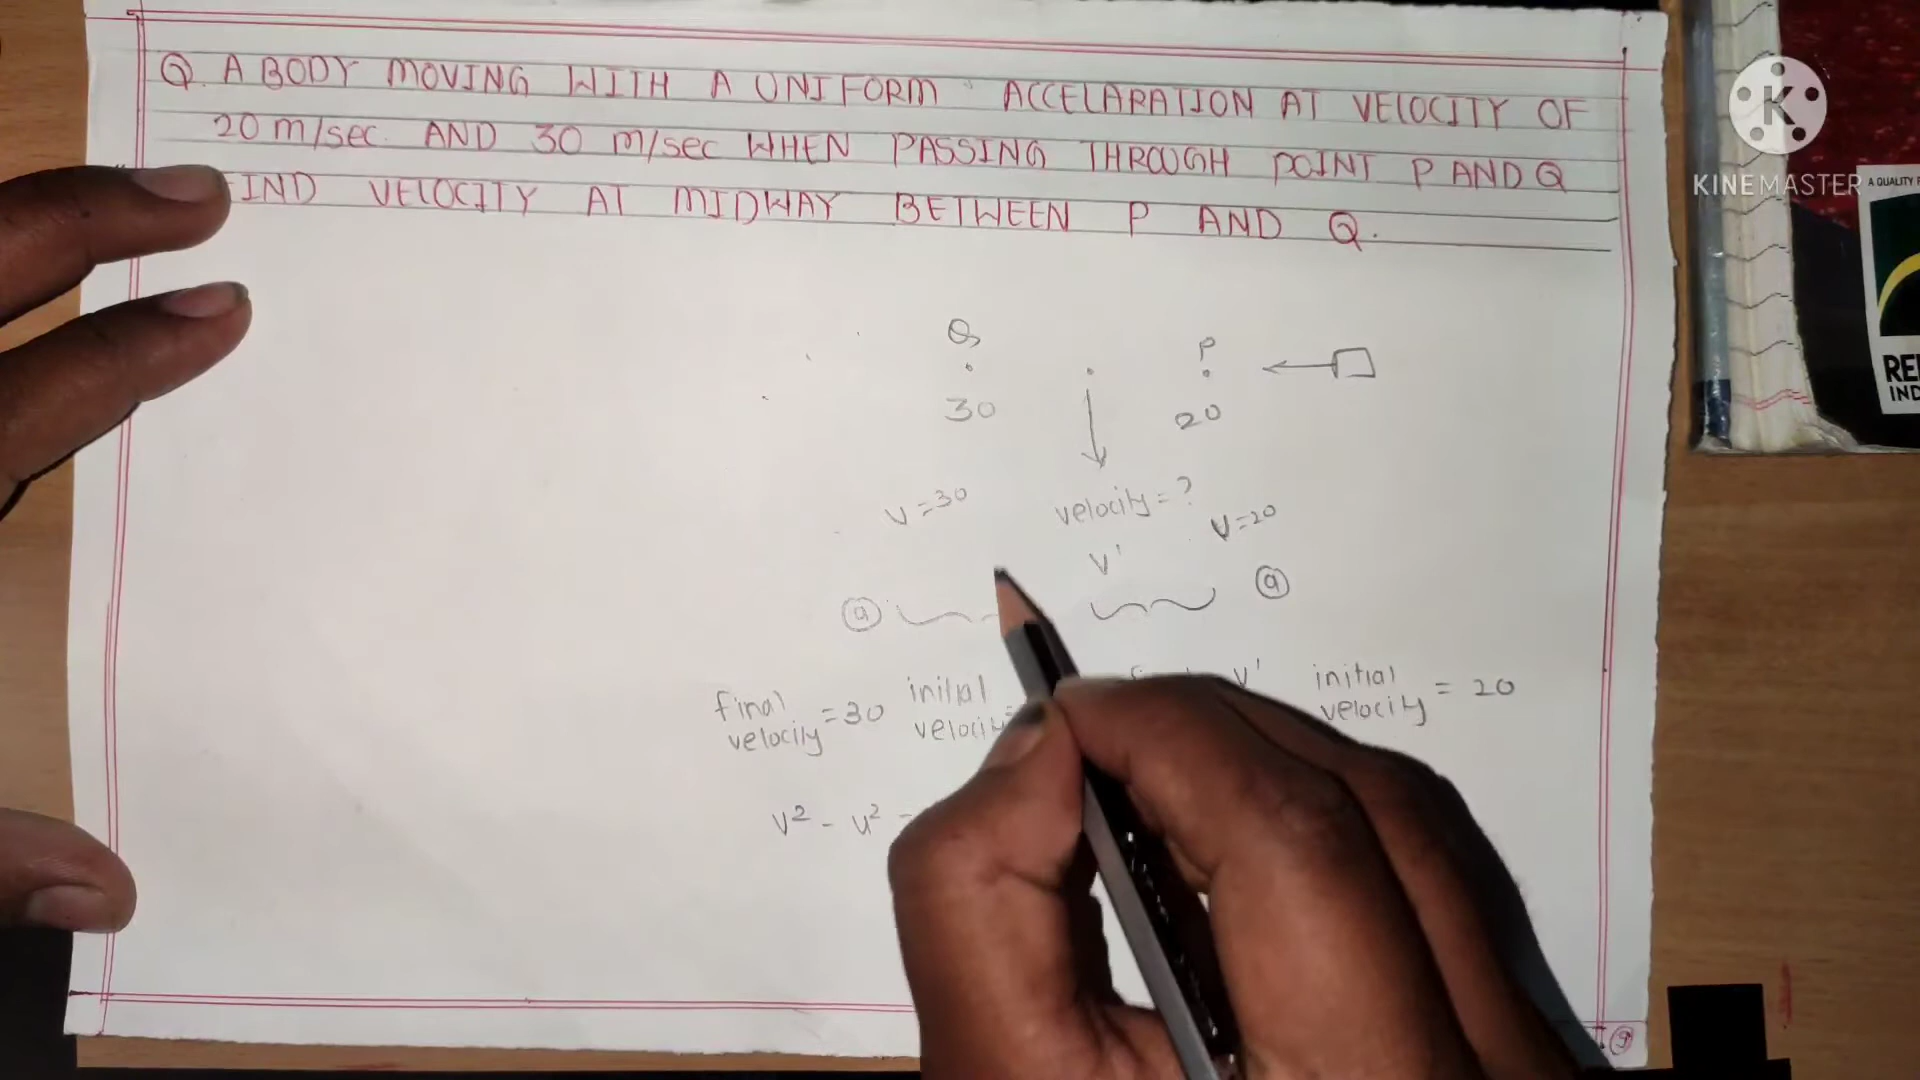 Q. A BODY MOVING WITH A UNIFORM ACCELARATION AT VELOCITY OF
20 m/sec. AND 30 m/sec WHEN PASSING THROUGH POINT P AND Q
FIND VELOCITY AT MIDWAY BETWEEN P AND Q.
Q P
30 20
V=30 velocity=? V=20
V'
a a
final velocity = 30 initial velocity = V' initial velocity = 20
V² - u² =
K
KINEMASTER
A QUALITY